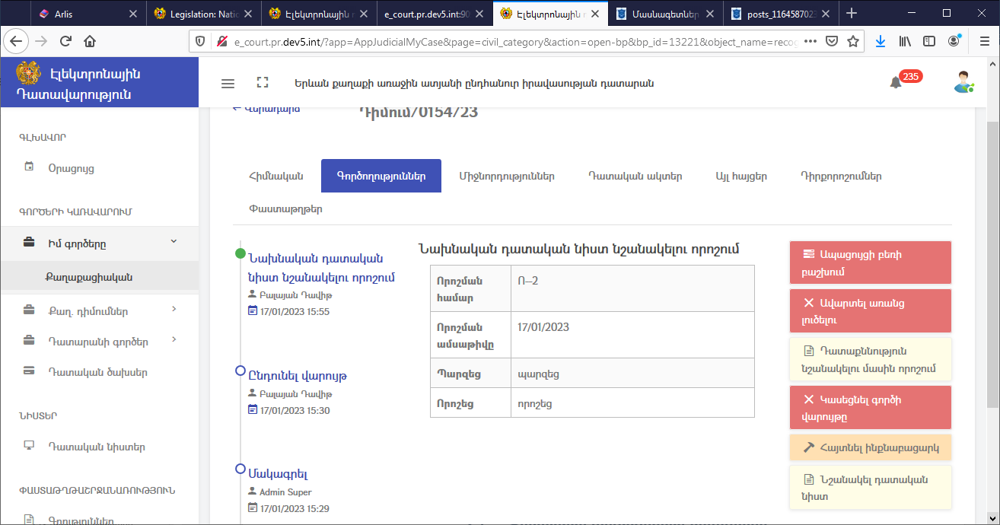 Arlis
Legislation: Natio
Էլեկտրոնային դ
e_court.pr.dev5.int:90
Էլեկտրոնային դ
Մասնագետներ
posts_1164587023
e_court.pr.dev5.int/?app=AppJudicialMyCase&page=civil_category&action=open-bp&bp_id=13221&object_name=recog
Էլեկտրոնային
Դատավարություն
Երևան քաղաքի առաջին ատյանի ընդհանուր իրավասության դատարան
235
← Վերադարձ
Դիմում/0154/23
ԳԼԽԱՎՈՐ
Օրացույց
ԳՈՐԾԵՐԻ ԿԱՌԱՎԱՐՈՒՄ
Իմ գործերը
Քաղաքացիական
Քաղ. դիմումներ
Դատարանի գործեր
Դատական ծախսեր
ՆԻՍՏԵՐ
Դատական նիստեր
ՓԱՍՏԱԹՂԹԱՇՐՋԱՆԱՌՈՒԹՅՈՒՆ
Գրություններ
Հիմնական
Գործողություններ
Միջնորդություններ
Դատական ակտեր
Այլ հայցեր
Դիրքորոշումներ
Փաստաթղթեր
Նախնական դատական
նիստ նշանակելու որոշում
Բալայան Դավիթ
17/01/2023 15:55
Ընդունել վարույթ
Բալայան Դավիթ
17/01/2023 15:30
Մակագրել
Admin Super
17/01/2023 15:29
Նախնական դատական նիստ նշանակելու որոշում
Որոշման
համար
Ո—2
Որոշման
ամսաթիվը
17/01/2023
Պարզեց
պարզեց
Որոշեց
որոշեց
Ապացույցի բեռի
բաշխում
Ավարտել առանց
լուծելու
Դատաքննություն
նշանակելու մասին որոշում
Կասեցնել գործի
վարույթը
Հայտնել ինքնաբացարկ
Նշանակել դատական
նիստ